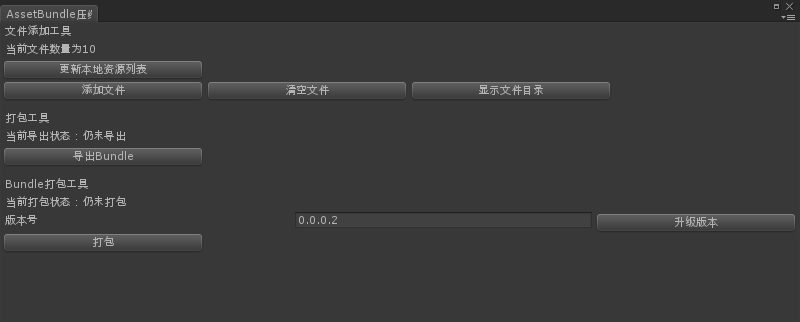 AssetBundle压缩
文件添加工具
当前文件数量为10
更新本地资源列表
添加文件 清空文件 显示文件目录
打包工具
当前导出状态：仍未导出
导出Bundle
Bundle打包工具
当前打包状态：仍未打包
版本号 0.0.0.2 升级版本
打包